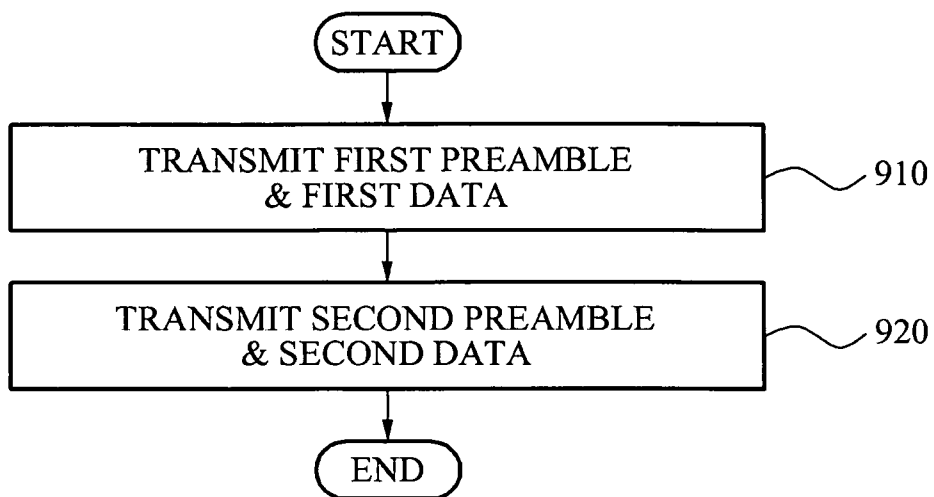 START
TRANSMIT FIRST PREAMBLE
& FIRST DATA
910
TRANSMIT SECOND PREAMBLE
& SECOND DATA
920
END